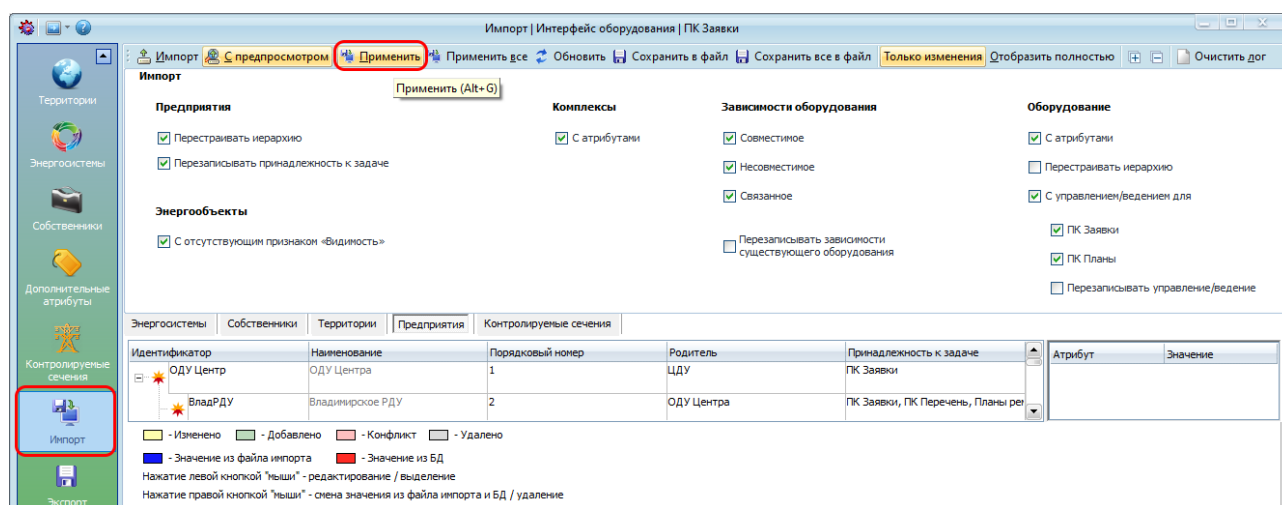 Импорт | Интерфейс оборудования | ПК Заявки
Импорт С предпросмотром Применить Применить все Обновить Сохранить в файл Сохранить все в файл Только изменения Отобразить полностью Очистить лог
Применить (Alt+G)
Территории
Энергосистемы
Собственники
Дополнительные
атрибуты
Контролируемые
сечения
Импорт
Экспорт
Импорт
Предприятия
Перестраивать иерархию
Перезаписывать принадлежность к задаче
Энергообъекты
С отсутствующим признаком «Видимость»
Комплексы
С атрибутами
Зависимости оборудования
Совместимое
Несовместимое
Связанное
Перезаписывать зависимости
существующего оборудования
Оборудование
С атрибутами
Перестраивать иерархию
С управлением/ведением для
ПК Заявки
ПК Планы
Перезаписывать управление/ведение
Энергосистемы Собственники Территории Предприятия Контролируемые сечения
Идентификатор Наименование Порядковый номер Родитель Принадлежность к задаче
ОДУ Центр ОДУ Центра 1 ЦДУ ПК Заявки
ВладРДУ Владимирское РДУ 2 ОДУ Центра ПК Заявки, ПК Перечень, Планы рег
Атрибут Значение
- Изменено - Добавлено - Конфликт - Удалено
- Значение из файла импорта - Значение из БД
Нажатие левой кнопкой "мыши" - редактирование / выделение
Нажатие правой кнопкой "мыши" - смена значения из файла импорта и БД / удаление